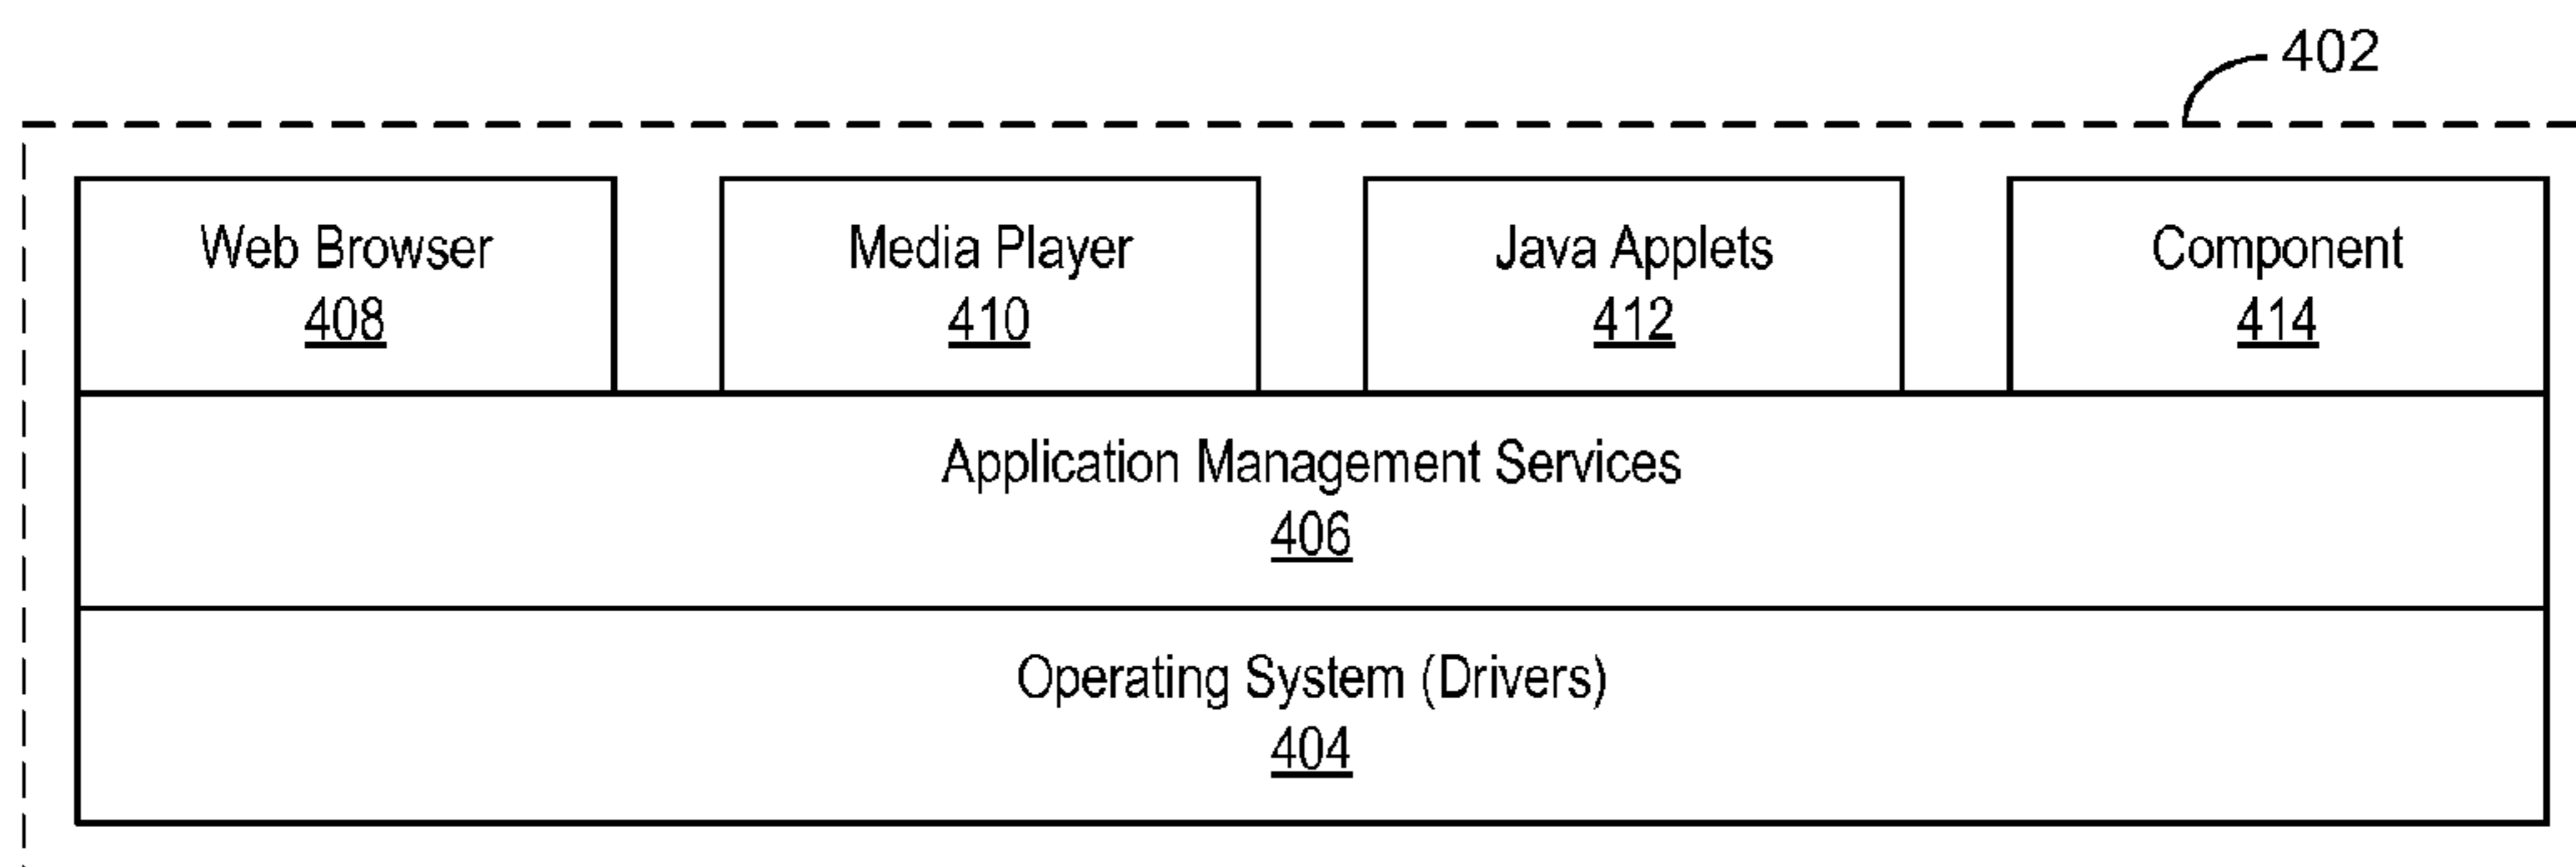 402
Web Browser
408
Media Player
410
Java Applets
412
Component
414
Application Management Services
406
Operating System (Drivers)
404